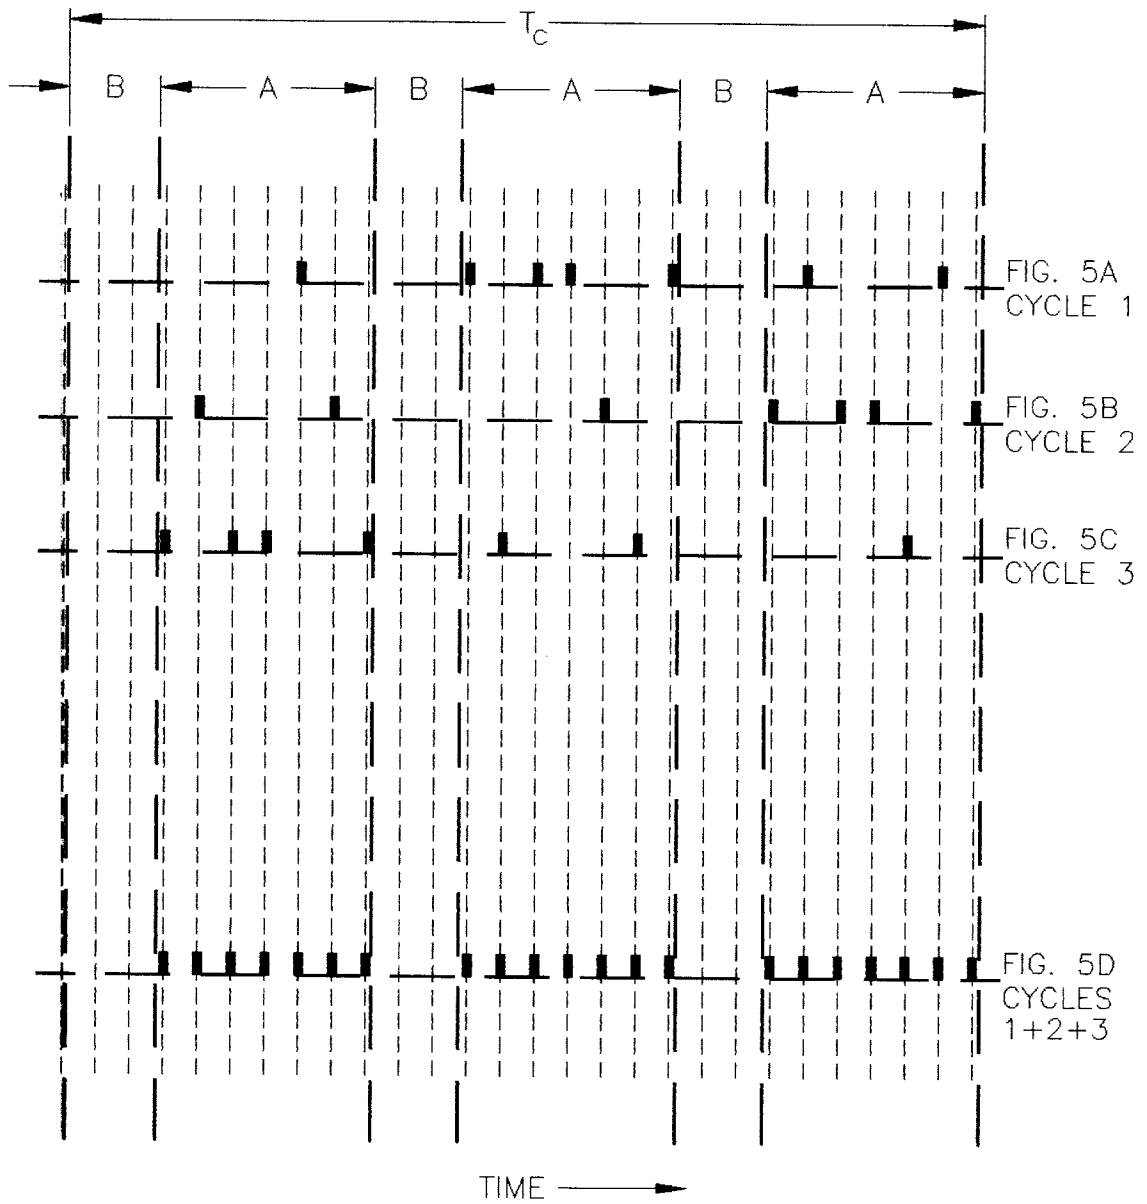 T_C
B A B A B A
FIG. 5A
CYCLE 1
FIG. 5B
CYCLE 2
FIG. 5C
CYCLE 3
FIG. 5D
CYCLES
1+2+3
TIME